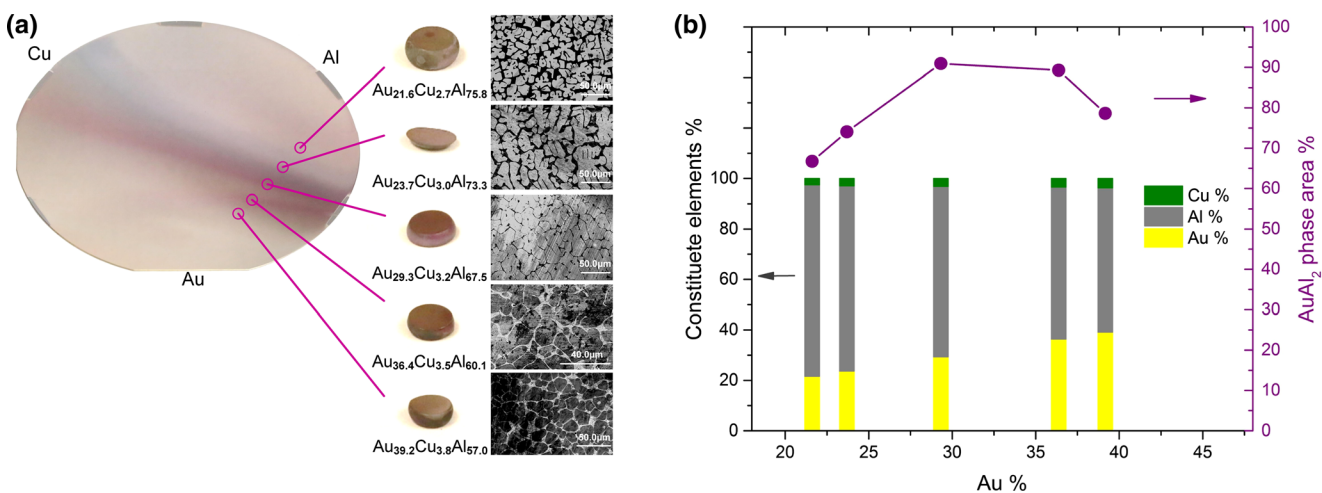 (a)
Cu
Al
Au
Au21.6Cu2.7Al75.8
Au23.7Cu3.0Al73.3
Au29.3Cu3.2Al67.5
Au36.4Cu3.5Al60.1
Au39.2Cu3.8Al57.0
50.0µm
50.0µm
50.0µm
40.0µm
50.0µm
(b)
Constituete elements %
100
80
60
40
20
0
20
25
30
35
40
45
Au %
Cu %
Al %
Au %
100
90
80
70
60
50
40
30
20
10
0
AuAl2 phase area %